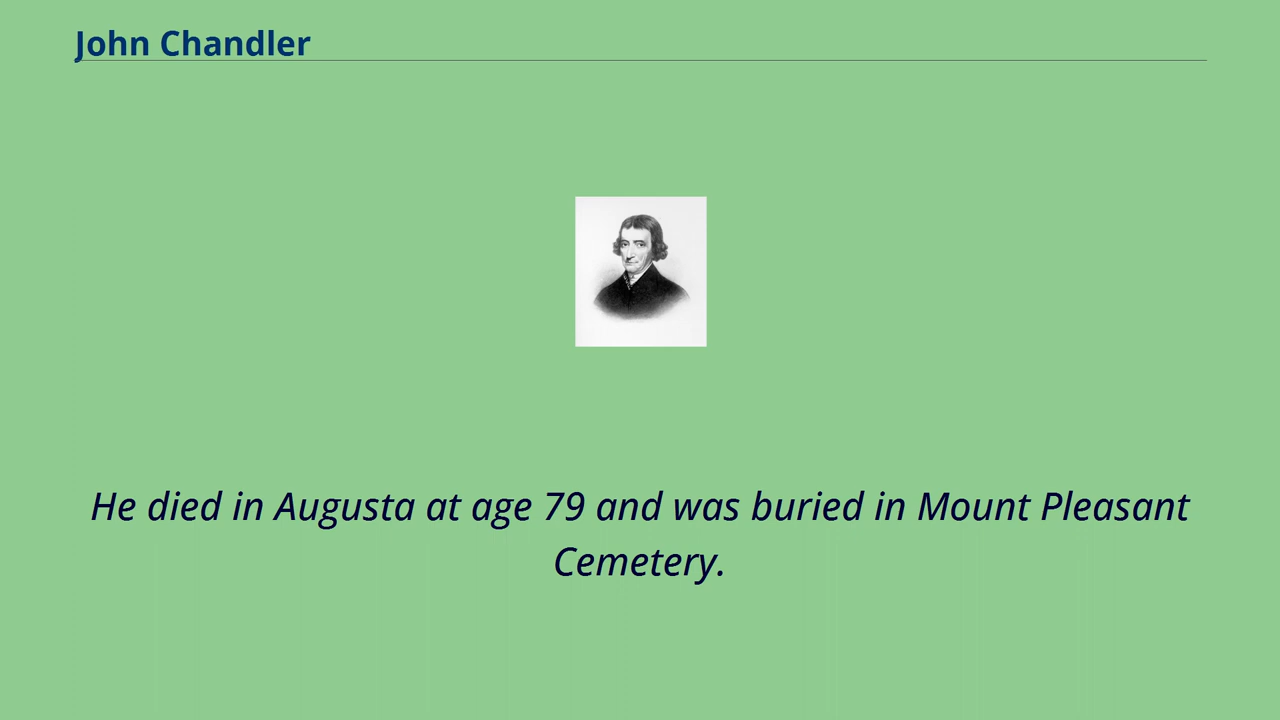 John Chandler
He died in Augusta at age 79 and was buried in Mount Pleasant
Cemetery.